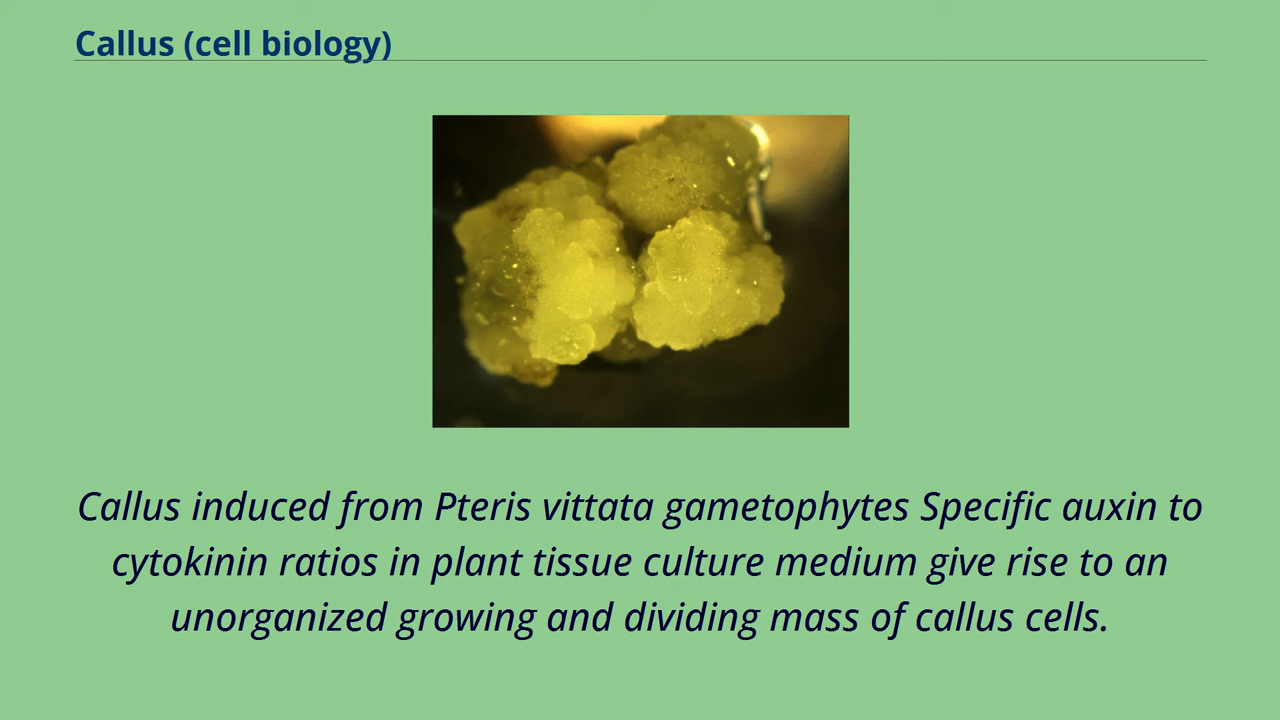 Callus (cell biology)
Callus induced from Pteris vittata gametophytes Specific auxin to
cytokinin ratios in plant tissue culture medium give rise to an
unorganized growing and dividing mass of callus cells.